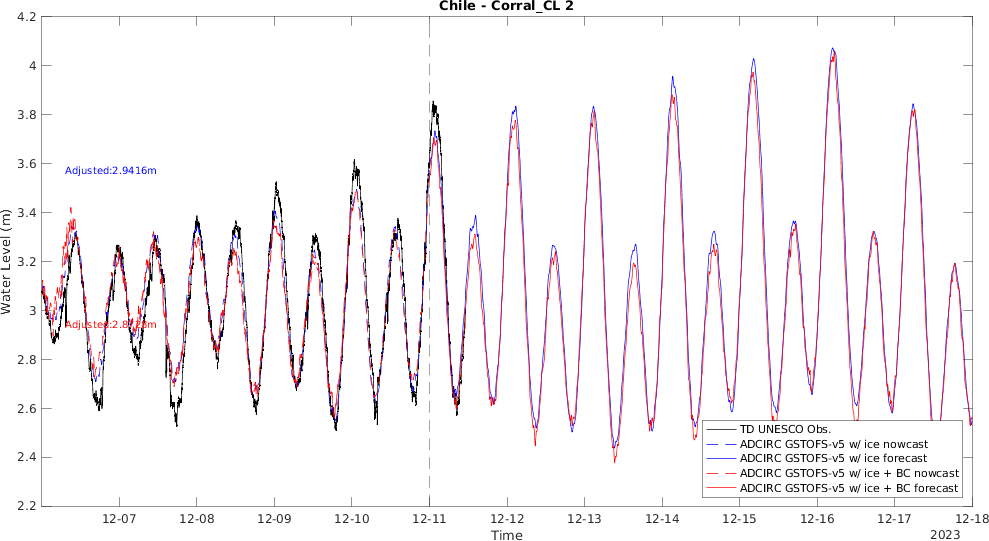 Chile - Corral_CL 2
4.2
4
3.8
3.6
3.4
3.2
3
2.8
2.6
2.4
2.2
Water Level (m)
Adjusted:2.9416m
TD UNESCO Obs.
ADCIRC GSTOFS-v5 w/ ice nowcast
ADCIRC GSTOFS-v5 w/ ice forecast
ADCIRC GSTOFS-v5 w/ ice + BC nowcast
ADCIRC GSTOFS-v5 w/ ice + BC forecast
12-07 12-08 12-09 12-10 12-11 12-12 12-13 12-14 12-15 12-16 12-17 12-18
Time
2023